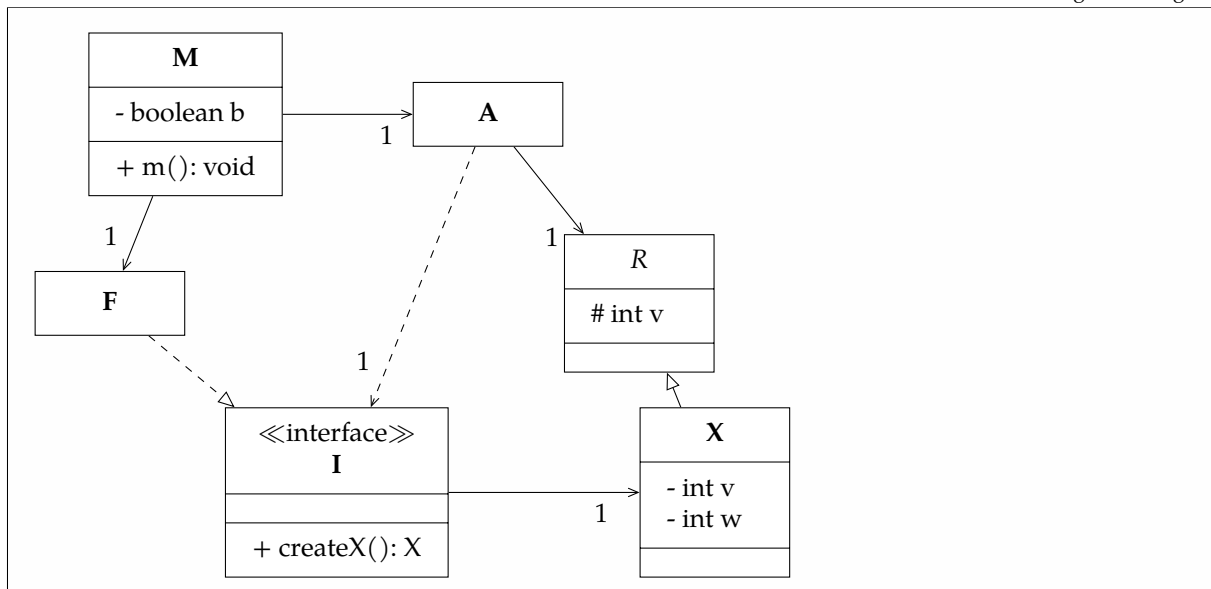 M
- boolean b
+ m(): void
1
A
1
F
1
R
# int v
1
≪interface≫
I
+ createX(): X
1
X
- int v
- int w